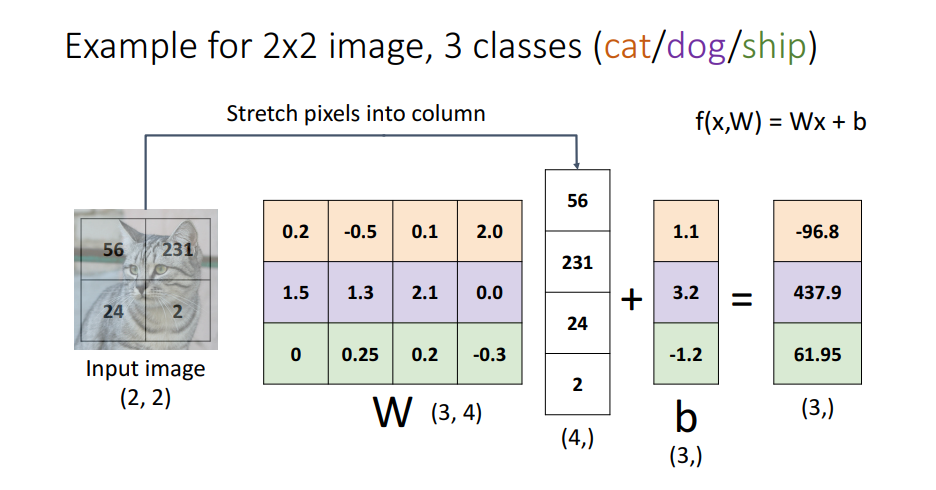 Example for 2x2 image, 3 classes (cat/dog/ship)
Stretch pixels into column
f(x,W) = Wx + b
56 231
24 2
Input image
(2, 2)
0.2 -0.5 0.1 2.0
1.5 1.3 2.1 0.0
0 0.25 0.2 -0.3
W (3, 4)
56
231
24
2
(4,)
+
1.1
3.2
-1.2
b
(3,)
=
-96.8
437.9
61.95
(3,)